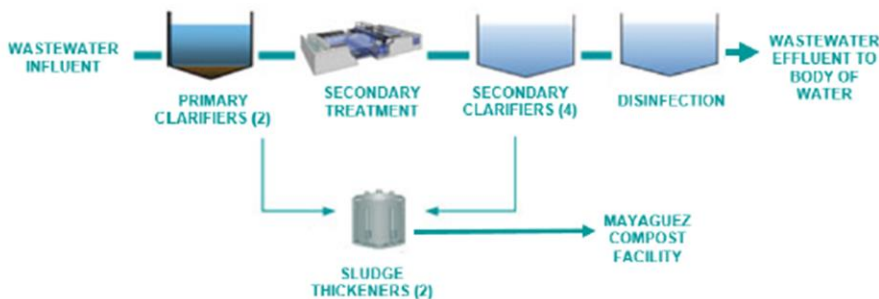 WASTEWATER
INFLUENT
PRIMARY
CLARIFIERS (2)
SECONDARY
TREATMENT
SECONDARY
CLARIFIERS (4)
DISINFECTION
WASTEWATER
EFFLUENT TO
BODY OF
WATER
SLUDGE
THICKENERS (2)
MAYAGUEZ
COMPOST
FACILITY